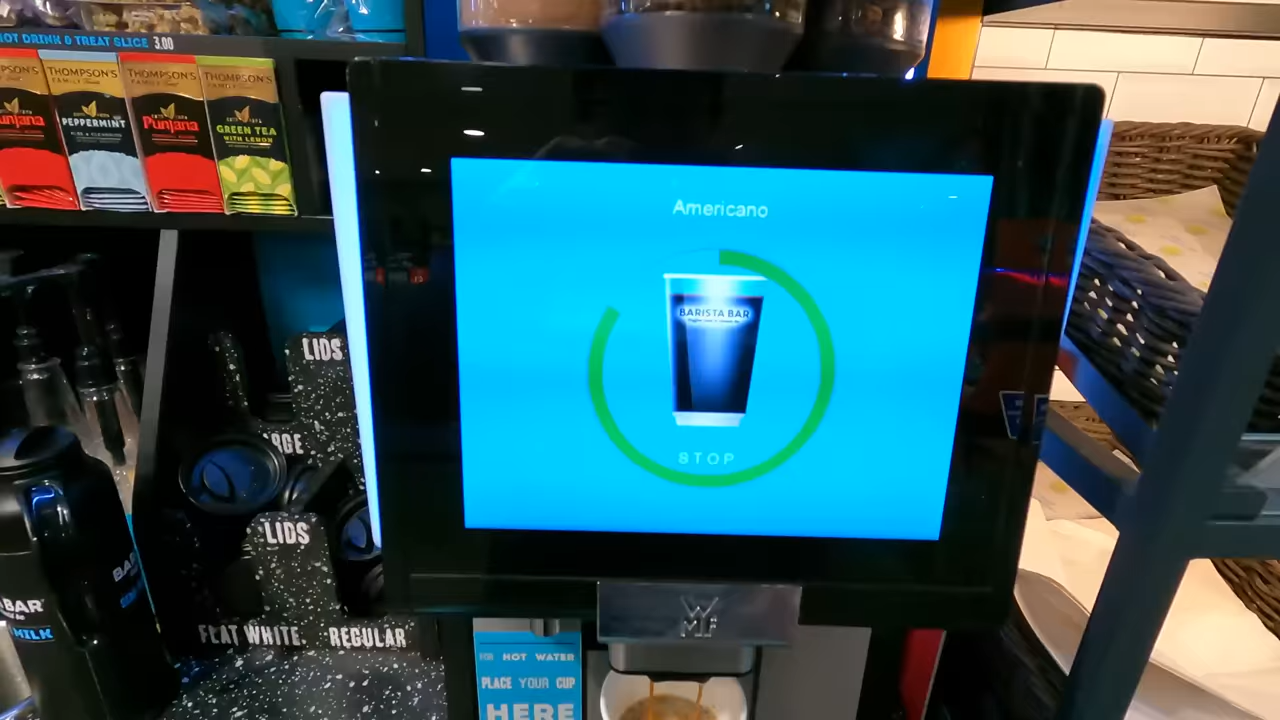 HOT DRINK & TREAT SLICE 3.00
THOMPSON'S
Punjana
THOMPSON'S
PEPPERMINT
THOMPSON'S
Punjana
THOMPSON'S
GREEN TEA
WITH LEMON
Americano
BARISTA BAR
STOP
LIDS
LIDS
FLAT WHITE
REGULAR
BAR
MILK
WMF
FOR HOT WATER
PLACE YOUR CUP
HERE